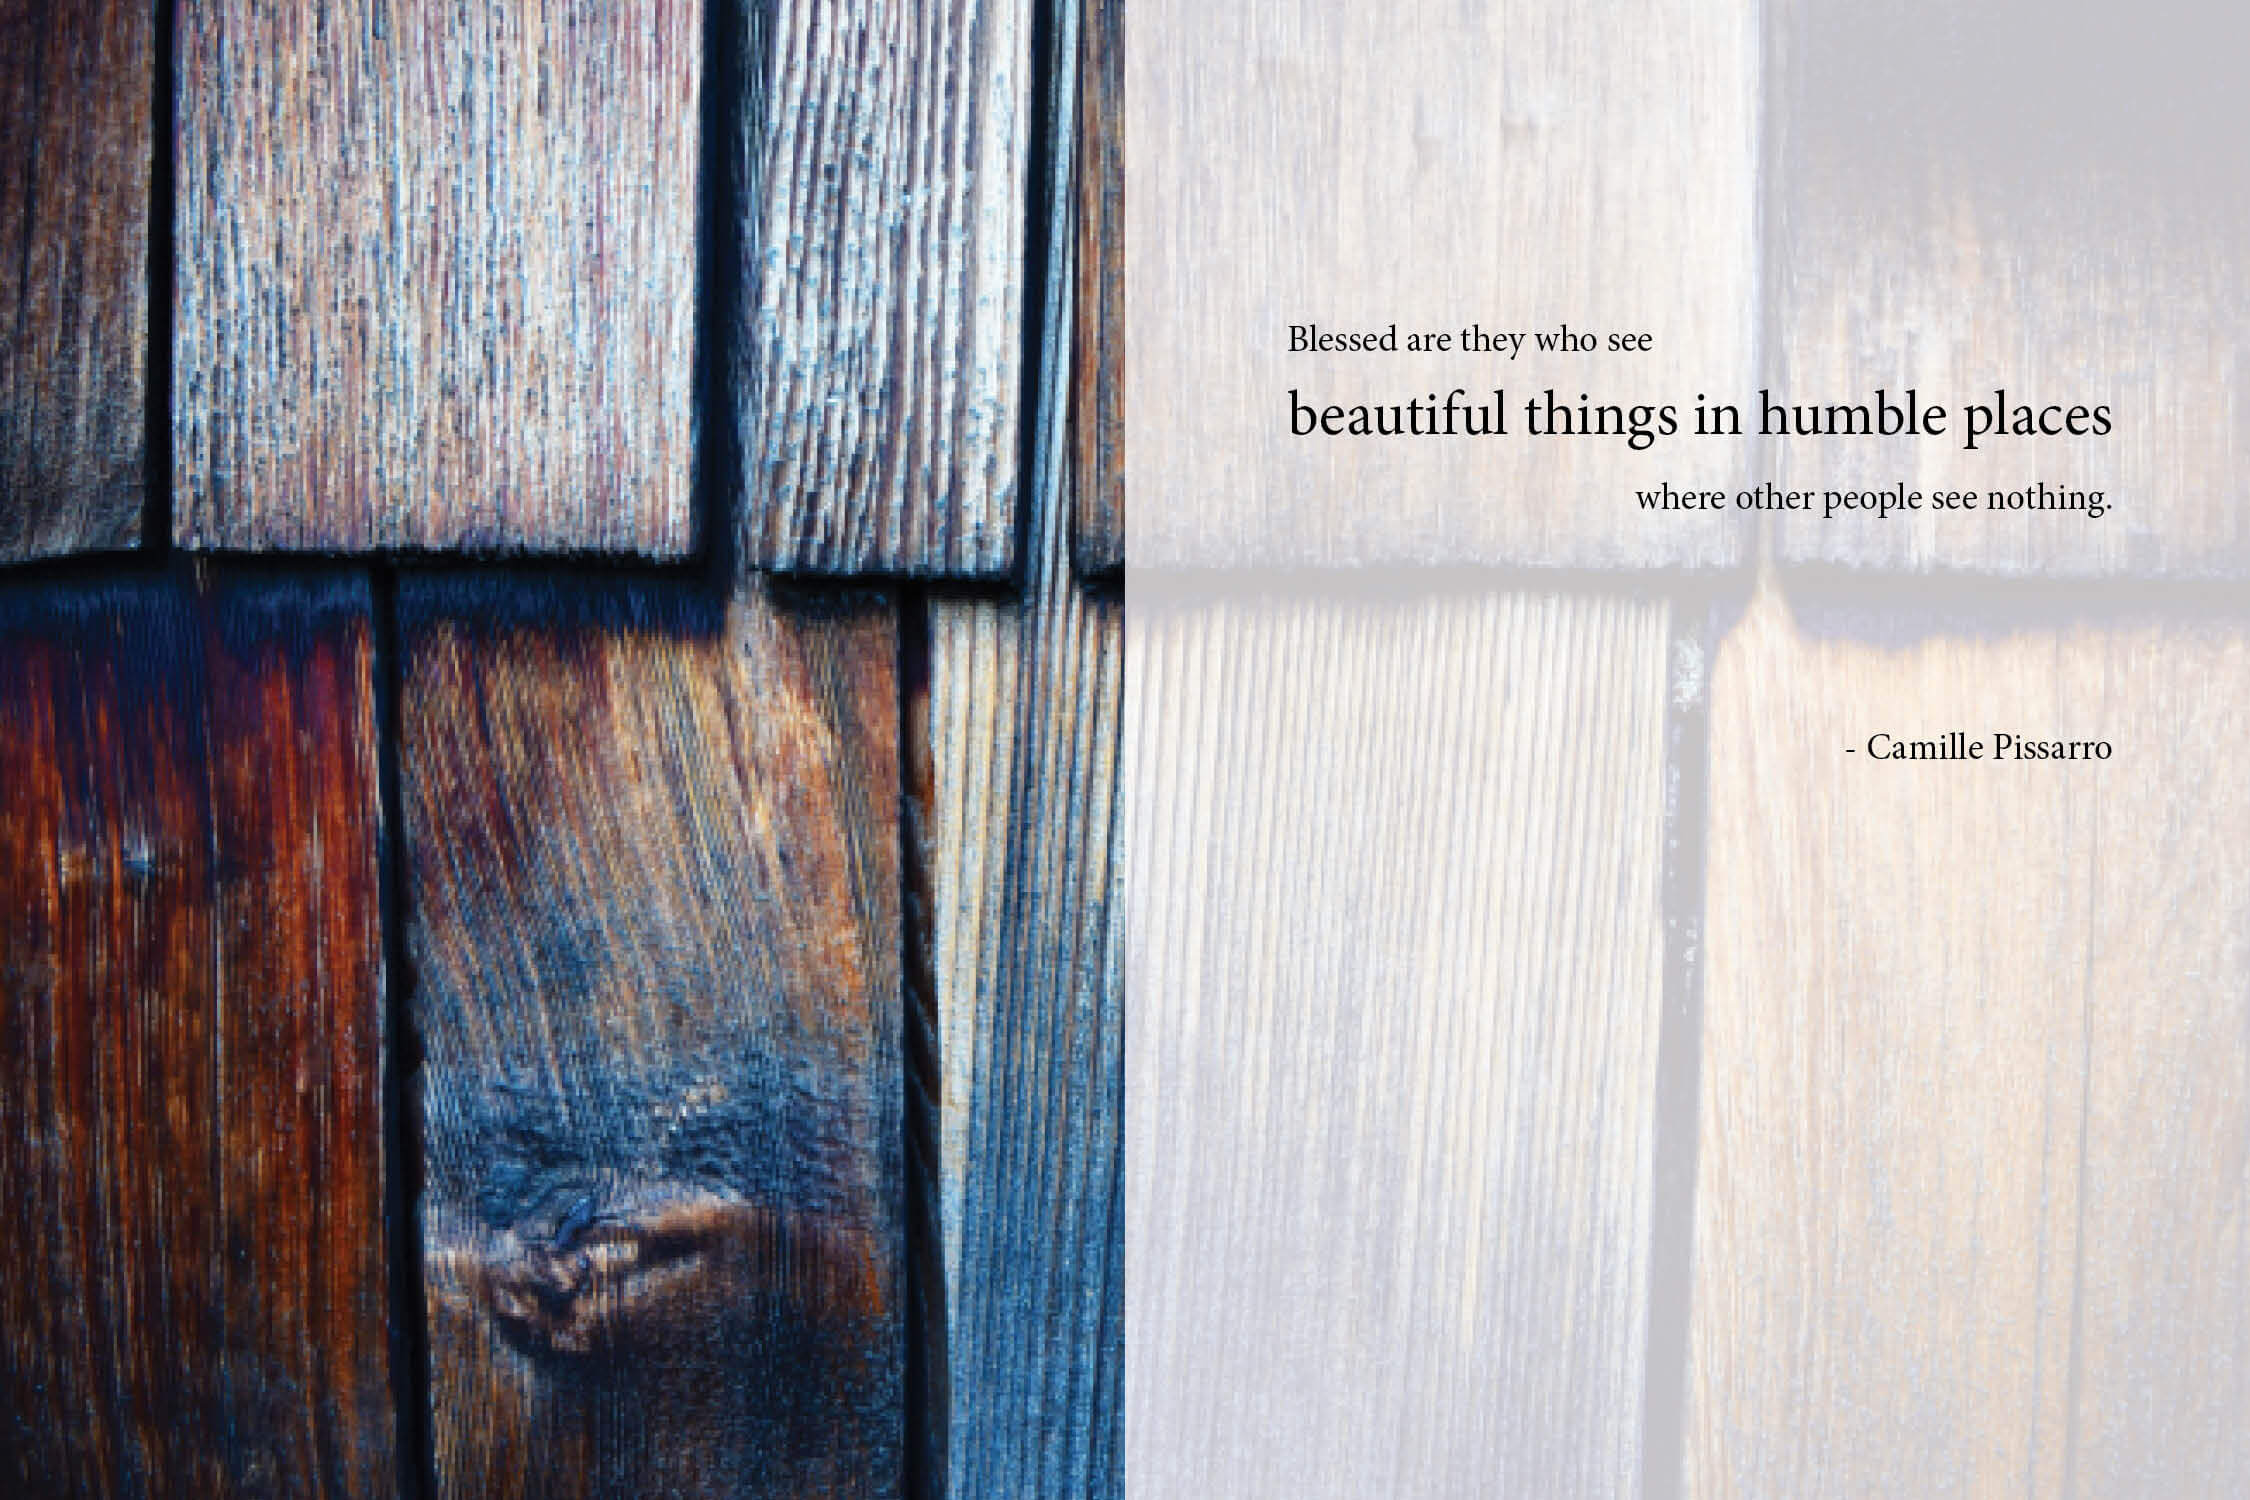 Blessed are they who see
beautiful things in humble places
where other people see nothing.
- Camille Pissarro